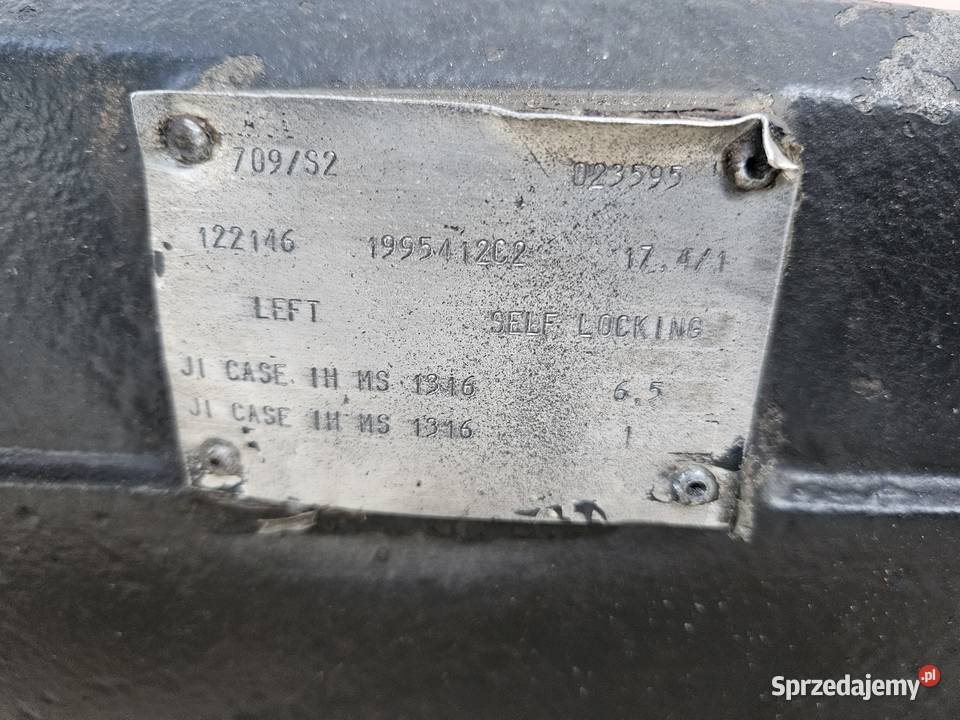 709/S2 023595
122146 1995412C2 17.4/1
LEFT SELF LOCKING
JI CASE IH MS 1316 6.5
JI CASE IH MS 1316 1
Sprzedajemy.pl